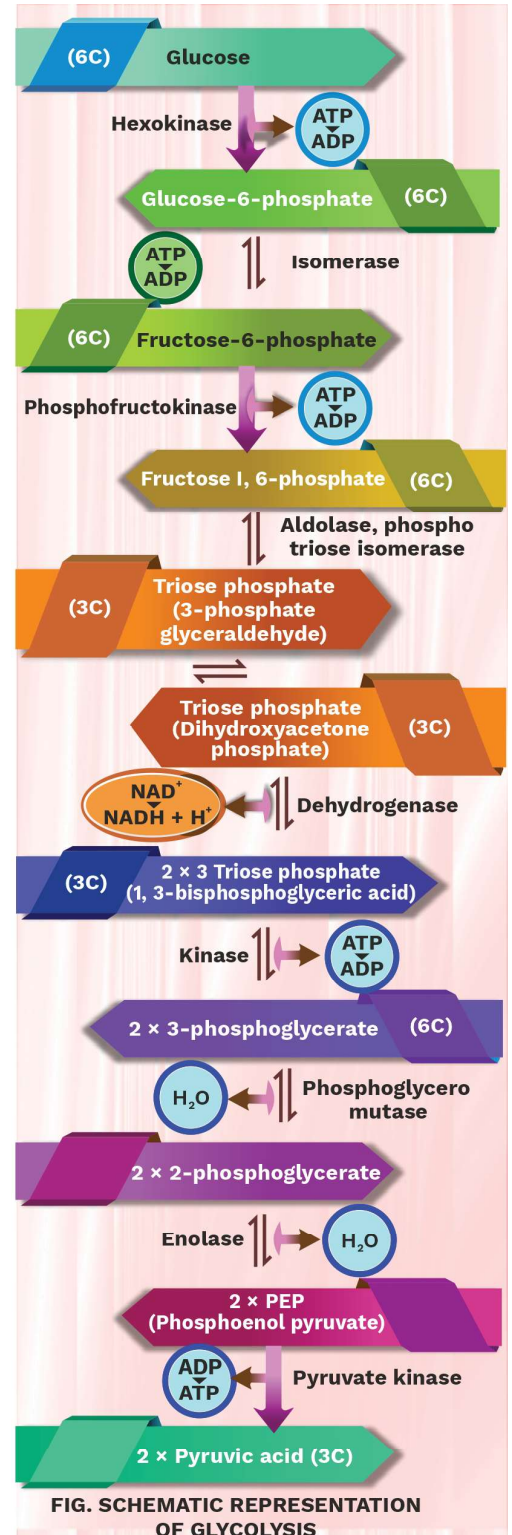 (6C) Glucose
Hexokinase
ATP
ADP
Glucose-6-phosphate (6C)
ATP
ADP
Isomerase
(6C) Fructose-6-phosphate
Phosphofructokinase
ATP
ADP
Fructose I, 6-phosphate (6C)
Aldolase, phospho
triose isomerase
(3C)
Triose phosphate
(3-phosphate
glyceraldehyde)
Triose phosphate
(Dihydroxyacetone
phosphate)
(3C)
NAD⁺
NADH + H⁺
Dehydrogenase
(3C)
2 × 3 Triose phosphate
(1, 3-bisphosphoglyceric acid)
Kinase
ATP
ADP
2 × 3-phosphoglycerate (6C)
H₂O
Phosphoglycero
mutase
2 × 2-phosphoglycerate
Enolase
H₂O
2 × PEP
(Phosphoenol pyruvate)
ADP
ATP
Pyruvate kinase
2 × Pyruvic acid (3C)
FIG. SCHEMATIC REPRESENTATION
OF GLYCOLYSIS